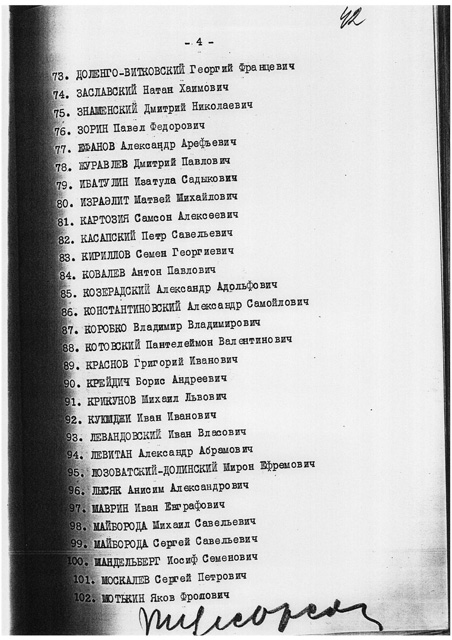 42
- 4 -
73. ДОЛЕНГО-ВИТКОВСКИЙ Георгий Францевич
74. ЗАСЛАВСКИЙ Натан Хаимович
75. ЗНАМЕНСКИЙ Дмитрий Николаевич
76. ЗОРИН Павел Федорович
77. ЕФАНОВ Александр Арефьевич
78. ЖУРАВЛЕВ Дмитрий Павлович
79. ИБАТУЛИН Изатула Садыкович
80. ИЗРАЭЛИТ Матвей Михайлович
81. КАРТОЗИЯ Самсон Алексеевич
82. КАСАПСКИЙ Петр Савельевич
83. КИРИЛЛОВ Семен Георгиевич
84. КОВАЛЕВ Антон Павлович
85. КОЗЕРАДСКИЙ Александр Адольфович
86. КОНСТАНТИНОВСКИЙ Александр Самойлович
87. КОРОБКО Владимир Владимирович
88. КОТОВСКИЙ Пантелеймон Валентинович
89. КРАСНОВ Григорий Иванович
90. КРЕЙДИЧ Борис Андреевич
91. КРИКУНОВ Михаил Львович
92. КУЮМДЖИ Иван Иванович
93. ЛЕВАНДОВСКИЙ Иван Власович
94. ЛЕВИТАН Александр Абрамович
95. ЛОЗОВАТСКИЙ-ДОЛИНСКИЙ Мирон Ефремович
96. ЛЫСЯК Анисим Александрович
97. МАВРИН Иван Евграфович
98. МАЙБОРОДА Михаил Савельевич
99. МАЙБОРОДА Сергей Савельевич
100. МАНДЕЛЬБЕРГ Иосиф Семенович
101. МОСКАЛЕВ Сергей Петрович
102. МОТЬКИН Яков Фролович